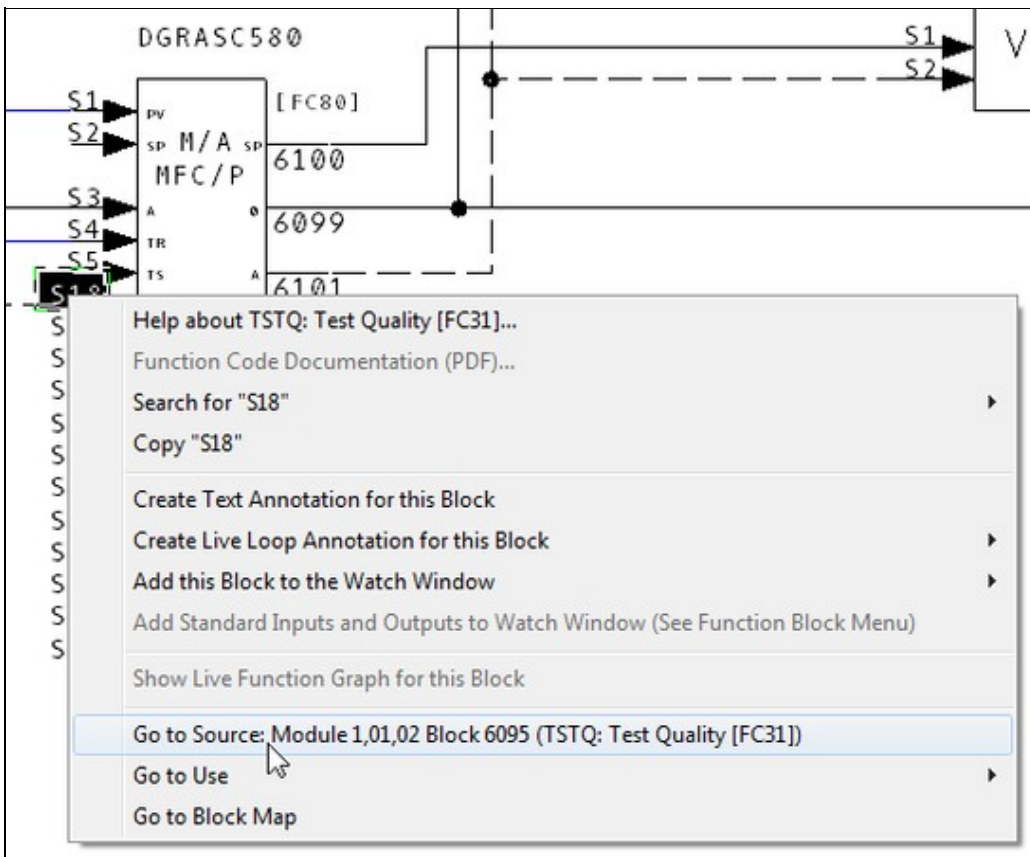 DGRASC580
S1
V
S2
S1
PV
[FC80]
S2
SP M/A SP
6100
MFC/P
S3
A
0
6099
S4
TR
S5
TS
A
6101
S18
S
S
S
S
S
S
S
S
S
S
S
Help about TSTQ: Test Quality [FC31]...
Function Code Documentation (PDF)...
Search for "S18"
Copy "S18"
Create Text Annotation for this Block
Create Live Loop Annotation for this Block
Add this Block to the Watch Window
Add Standard Inputs and Outputs to Watch Window (See Function Block Menu)
Show Live Function Graph for this Block
Go to Source: Module 1,01,02 Block 6095 (TSTQ: Test Quality [FC31])
Go to Use
Go to Block Map